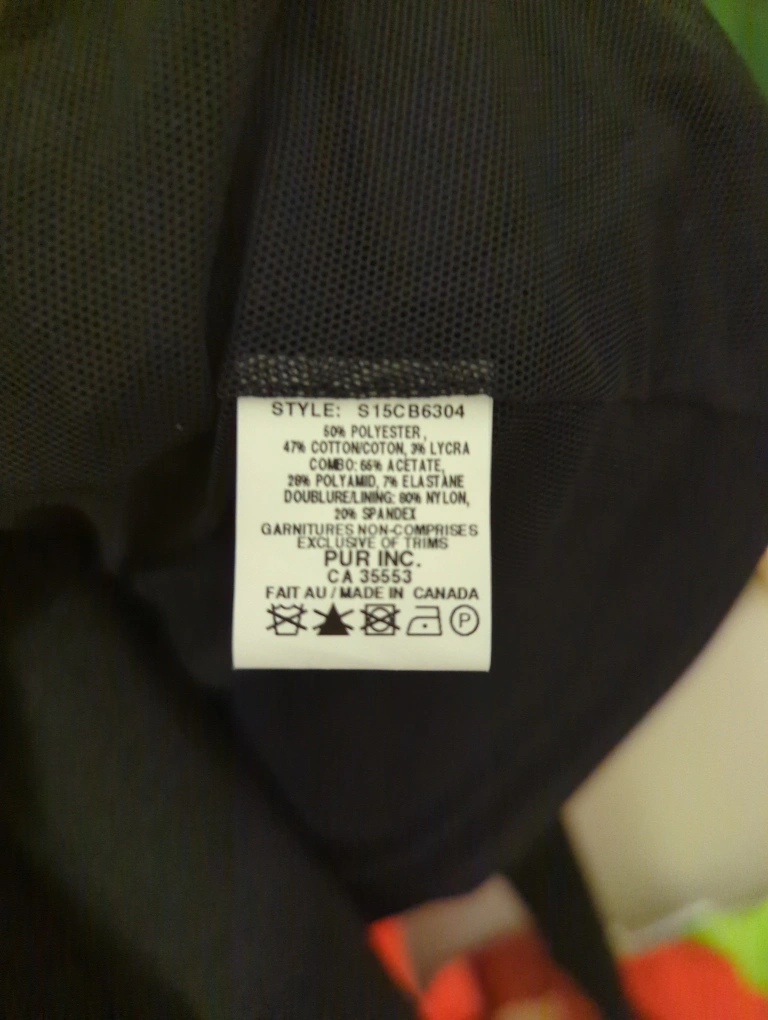 STYLE: S15CB6304
50% POLYESTER,
47% COTTON/COTON, 3% LYCRA
COMBO: 65% ACETATE,
28% POLYAMID, 7% ELASTANE
DOUBLURE/LINING: 80% NYLON,
20% SPANDEX
GARNITURES NON-COMPRISES
EXCLUSIVE OF TRIMS
PUR INC.
CA 35553
FAIT AU / MADE IN CANADA
P